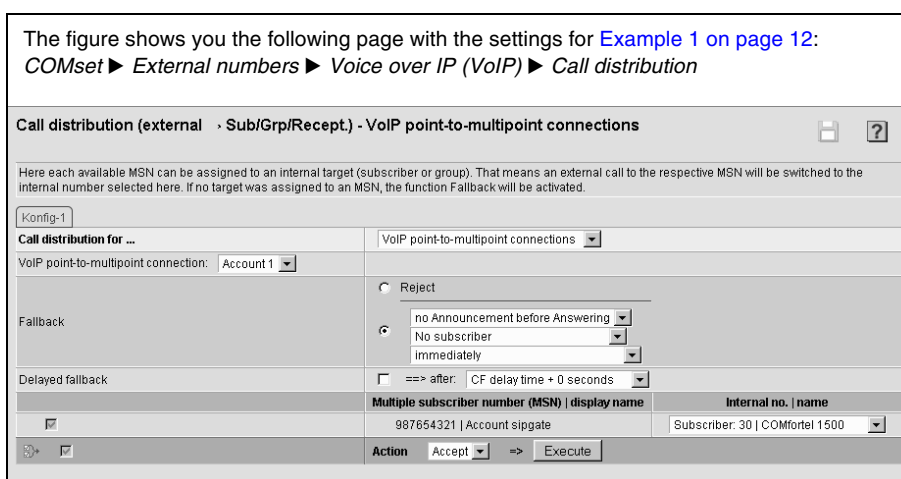 The figure shows you the following page with the settings for Example 1 on page 12:
COMset ▶ External numbers ▶ Voice over IP (VoIP) ▶ Call distribution
Call distribution (external → Sub/Grp/Recept.) - VoIP point-to-multipoint connections
?
Here each available MSN can be assigned to an internal target (subscriber or group). That means an external call to the respective MSN will be switched to the
internal number selected here. If no target was assigned to an MSN, the function Fallback will be activated.
Konfig-1
Call distribution for ... VoIP point-to-multipoint connections
VoIP point-to-multipoint connection: Account 1
Reject
Fallback
no Announcement before Answering
No subscriber
immediately
Delayed fallback ==> after: CF delay time + 0 seconds
Multiple subscriber number (MSN) | display name Internal no. | name
987654321 | Account sipgate Subscriber: 30 | COMfortel 1500
Action Accept => Execute